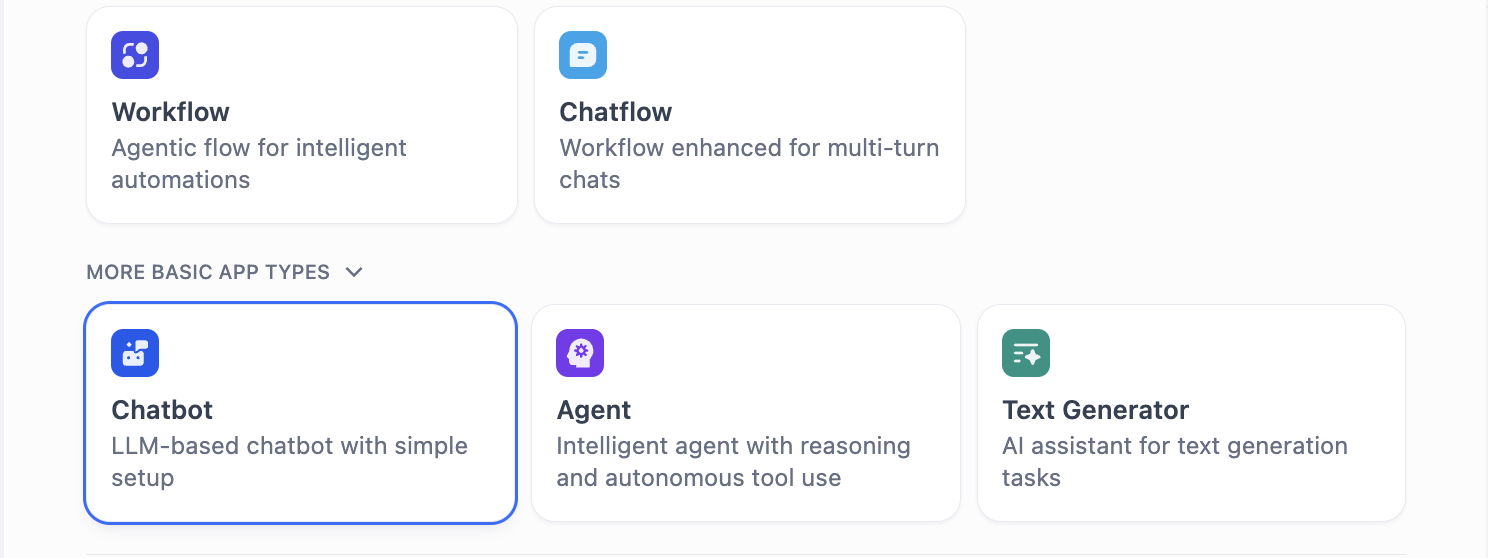 Workflow
Agentic flow for intelligent
automations
Chatflow
Workflow enhanced for multi-turn
chats
MORE BASIC APP TYPES
Chatbot
LLM-based chatbot with simple
setup
Agent
Intelligent agent with reasoning
and autonomous tool use
Text Generator
AI assistant for text generation
tasks